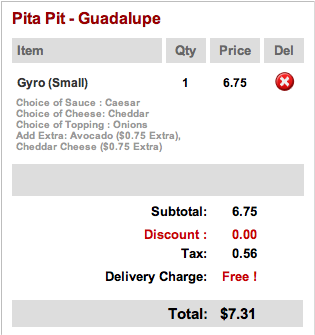 Pita Pit - Guadalupe
Item Qty Price Del
Gyro (Small) 1 6.75
Choice of Sauce : Caesar
Choice of Cheese: Cheddar
Choice of Topping : Onions
Add Extra: Avocado ($0.75 Extra),
Cheddar Cheese ($0.75 Extra)
Subtotal: 6.75
Discount : 0.00
Tax: 0.56
Delivery Charge: Free !
Total: $7.31